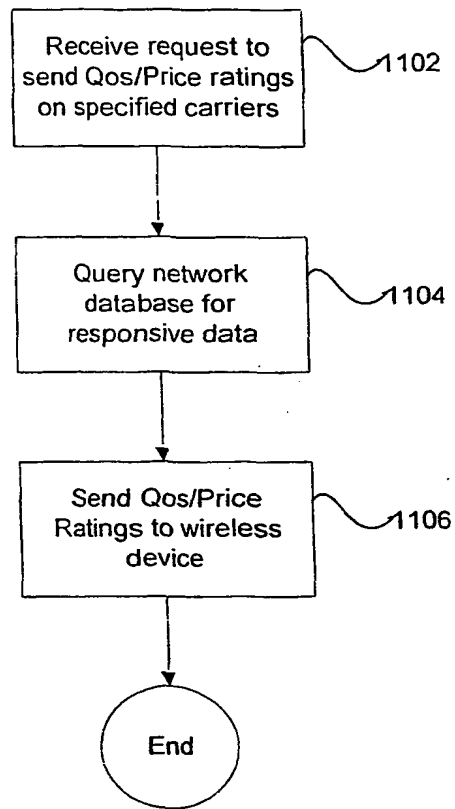 Receive request to
send Qos/Price ratings
on specified carriers
1102
Query network
database for
responsive data
1104
Send Qos/Price
Ratings to wireless
device
1106
End